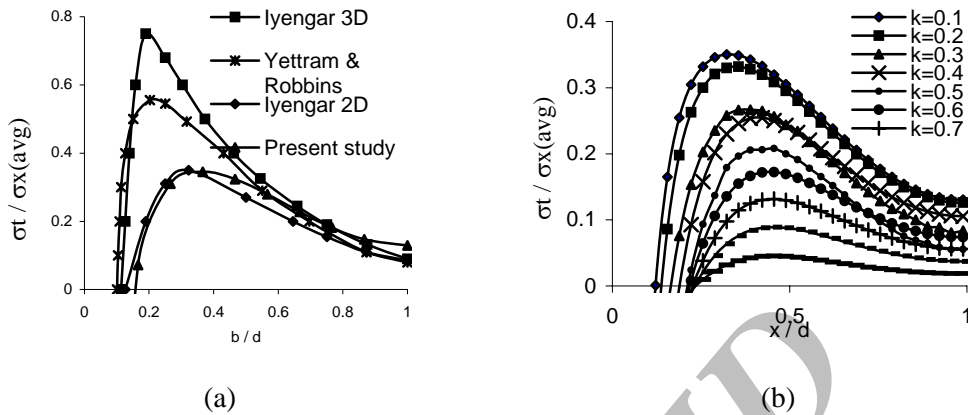 0.8
0.6
0.4
0.2
0
0
0.2
0.4
0.6
0.8
1
σt / σx(avg)
b / d
Iyengar 3D
Yettram &
Robbins
Iyengar 2D
Present study
(a)
0.4
0.3
0.2
0.1
0
0
0.5
1
σt / σx(avg)
x / d
k=0.1
k=0.2
k=0.3
k=0.4
k=0.5
k=0.6
k=0.7
(b)